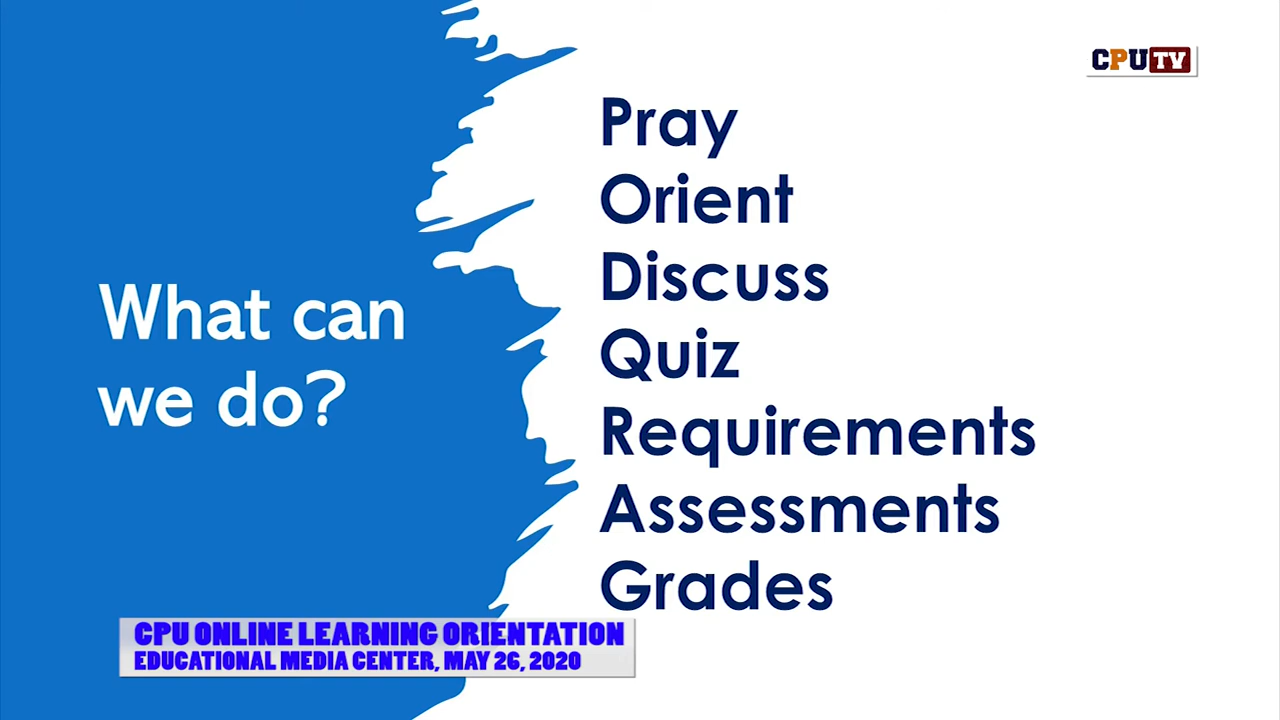 CPUTV
What can
we do?
Pray
Orient
Discuss
Quiz
Requirements
Assessments
Grades
CPU ONLINE LEARNING ORIENTATION
EDUCATIONAL MEDIA CENTER, MAY 26, 2020